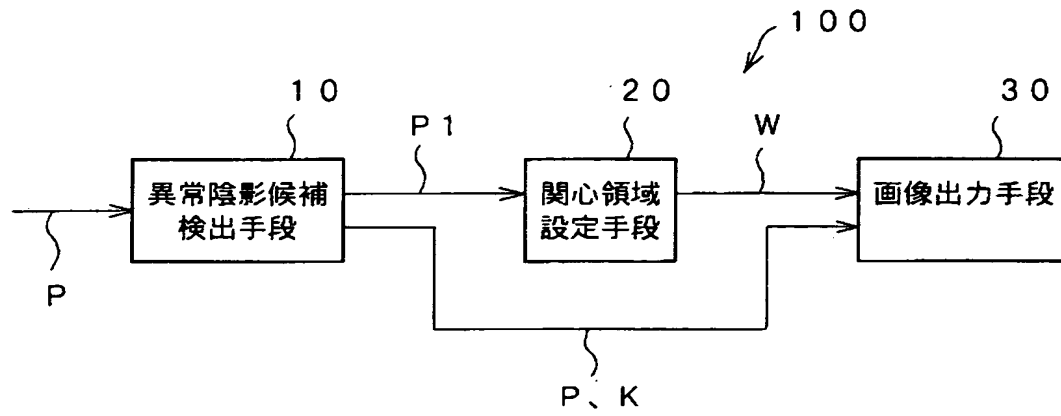 １００
１０
２０
３０
Ｐ１
Ｗ
異常陰影候補
検出手段
関心領域
設定手段
画像出力手段
Ｐ
Ｐ、Ｋ